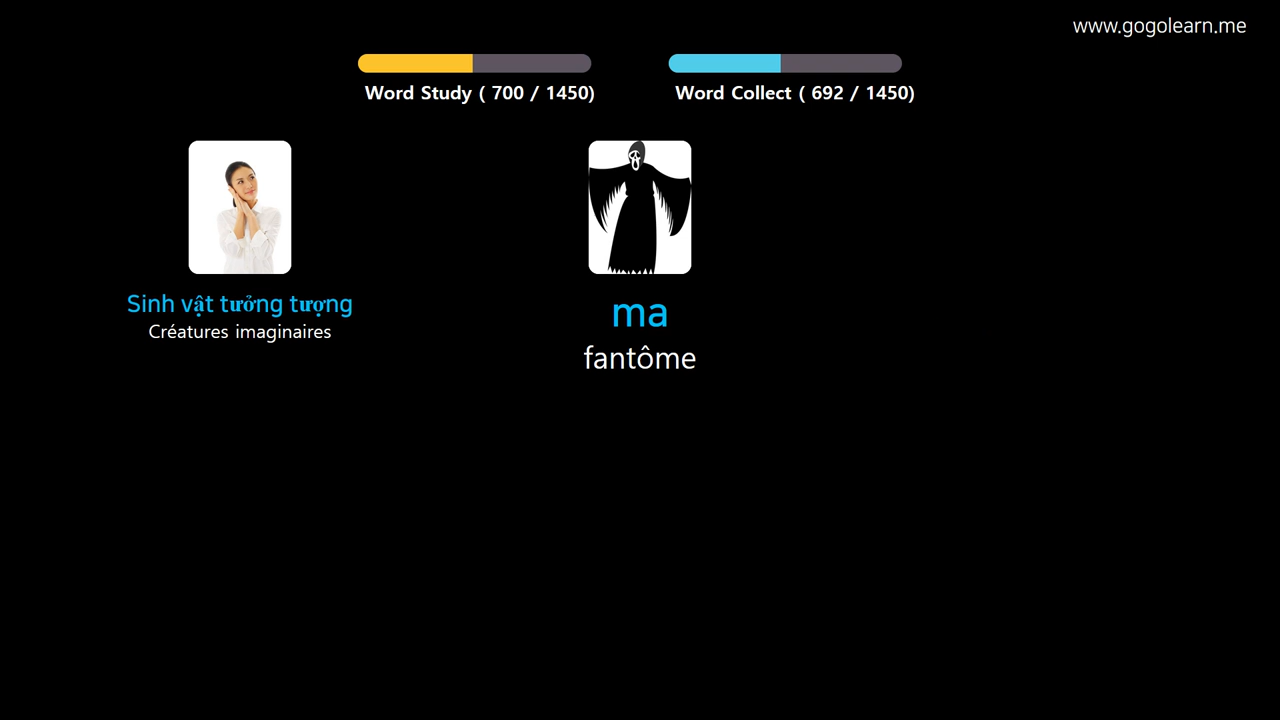 www.gogolearn.me
Word Study ( 700 / 1450)
Word Collect ( 692 / 1450)
Sinh vật tưởng tượng
Créatures imaginaires
ma
fantôme